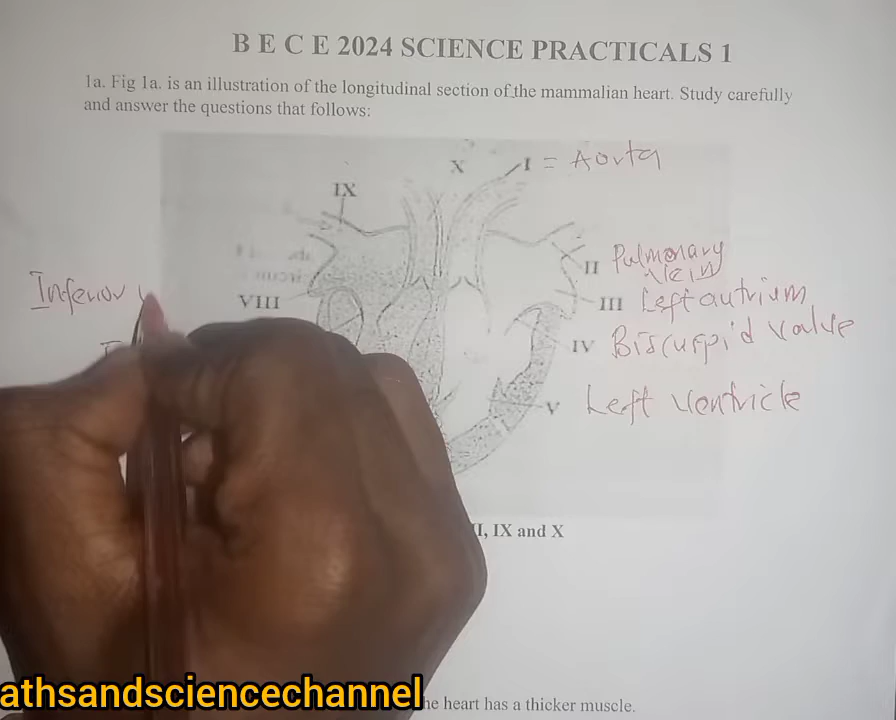 B E C E 2024 SCIENCE PRACTICALS 1
1a. Fig 1a. is an illustration of the longitudinal section of the mammalian heart. Study carefully
and answer the questions that follows:
X
I = Aorta
IX
II Pulmonary
Vein
Inferior
VIII
III Left autrium
IV Biscuspid valve
V Left ventricle
I, IX and X
he heart has a thicker muscle.
athsandsciencechannel